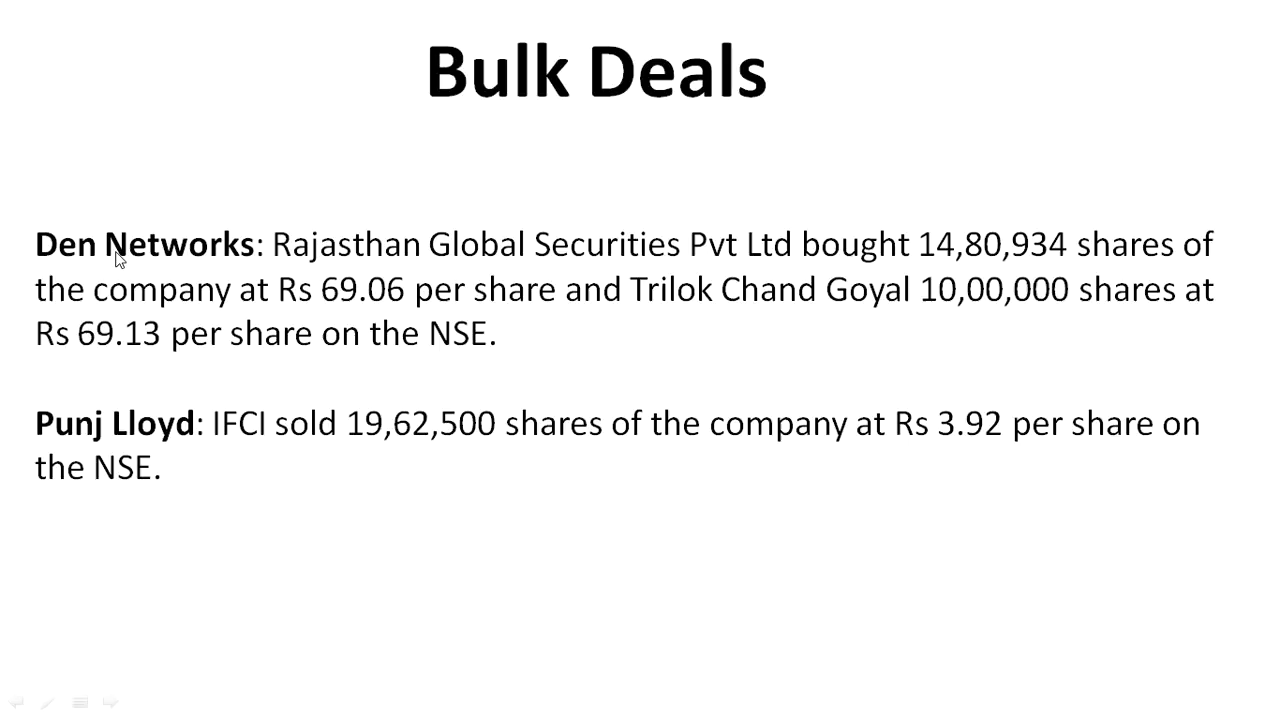 Bulk Deals
Den Networks: Rajasthan Global Securities Pvt Ltd bought 14,80,934 shares of
the company at Rs 69.06 per share and Trilok Chand Goyal 10,00,000 shares at
Rs 69.13 per share on the NSE.
Punj Lloyd: IFCI sold 19,62,500 shares of the company at Rs 3.92 per share on
the NSE.